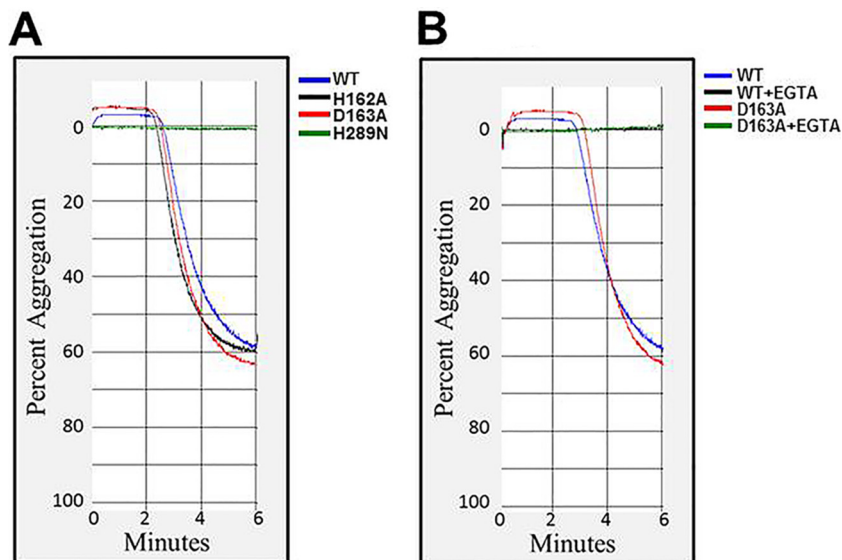 A
WT
H162A
D163A
H289N
Percent Aggregation
0
20
40
60
80
100
0 2 4 6
Minutes
B
WT
WT+EGTA
D163A
D163A+EGTA
Percent Aggregation
0
20
40
60
80
100
0 2 4 6
Minutes